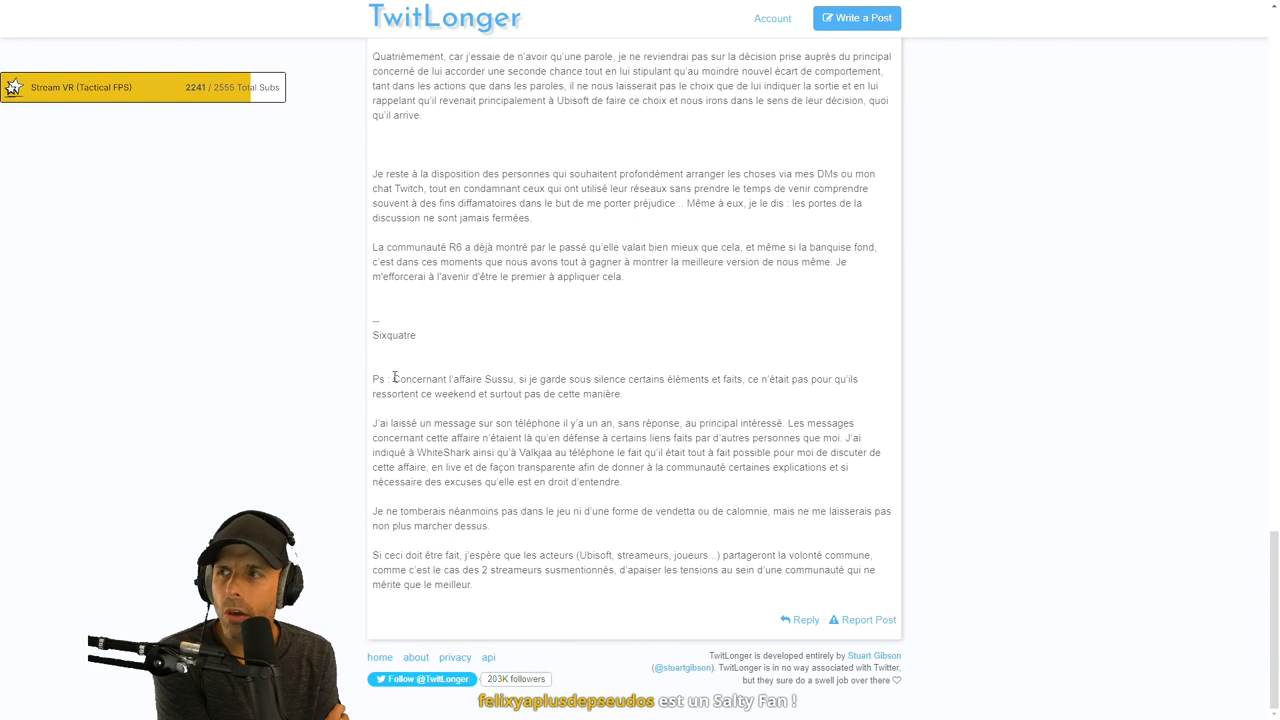 TwitLonger
Account
Write a Post
Quatrièmement, car j'essaie de n'avoir qu'une parole, je ne reviendrai pas sur la décision prise auprès du principal
concerné de lui accorder une seconde chance tout en lui stipulant qu'au moindre nouvel écart de comportement,
tant dans les actions que dans les paroles, il ne nous laisserait pas le choix que de lui indiquer la sortie et en lui
rappelant qu'il revenait principalement à Ubisoft de faire ce choix et nous irons dans le sens de leur décision, quoi
qu'il arrive.
Stream VR (Tactical FPS)
2241 / 2555 Total Subs
Je reste à la disposition des personnes qui souhaitent profondément arranger les choses via mes DMs ou mon
chat Twitch, tout en condamnant ceux qui ont utilisé leur réseaux sans prendre le temps de venir comprendre
souvent à des fins diffamatoires dans le but de me porter préjudice... Même à eux, je le dis : les portes de la
discussion ne sont jamais fermées.
La communauté R6 a déjà montré par le passé qu'elle valait bien mieux que cela, et même si la banquise fond,
c'est dans ces moments que nous avons tout à gagner à montrer la meilleure version de nous même. Je
m'efforcerai à l'avenir d'être le premier à appliquer cela.
--
Sixquatre
Ps : Concernant l'affaire Sussu, si je garde sous silence certains éléments et faits, ce n'était pas pour qu'ils
ressortent ce weekend et surtout pas de cette manière.
J'ai laissé un message sur son téléphone il y'a un an, sans réponse, au principal intéressé. Les messages
concernant cette affaire n'étaient là qu'en défense à certains liens faits par d'autres personnes que moi. J'ai
indiqué à WhiteShark ainsi qu'à Valkjaa au téléphone le fait qu'il était tout à fait possible pour moi de discuter de
cette affaire, en live et de façon transparente afin de donner à la communauté certaines explications et si
nécessaire des excuses qu'elle est en droit d'entendre.
Je ne tomberais néanmoins pas dans le jeu ni d'une forme de vendetta ou de calomnie, mais ne me laisserais pas
non plus marcher dessus.
Si ceci doit être fait, j'espère que les acteurs (Ubisoft, streameurs, joueurs...) partageront la volonté commune,
comme c'est le cas des 2 streameurs susmentionnés, d'apaiser les tensions au sein d'une communauté qui ne
mérite que le meilleur.
Reply · Report Post
home about privacy api
Follow @TwitLonger 203K followers
TwitLonger is developed entirely by Stuart Gibson
(@stuartgibson). TwitLonger is in no way associated with Twitter,
but they sure do a swell job over there
felixyaplusdepseudos est un Salty Fan !